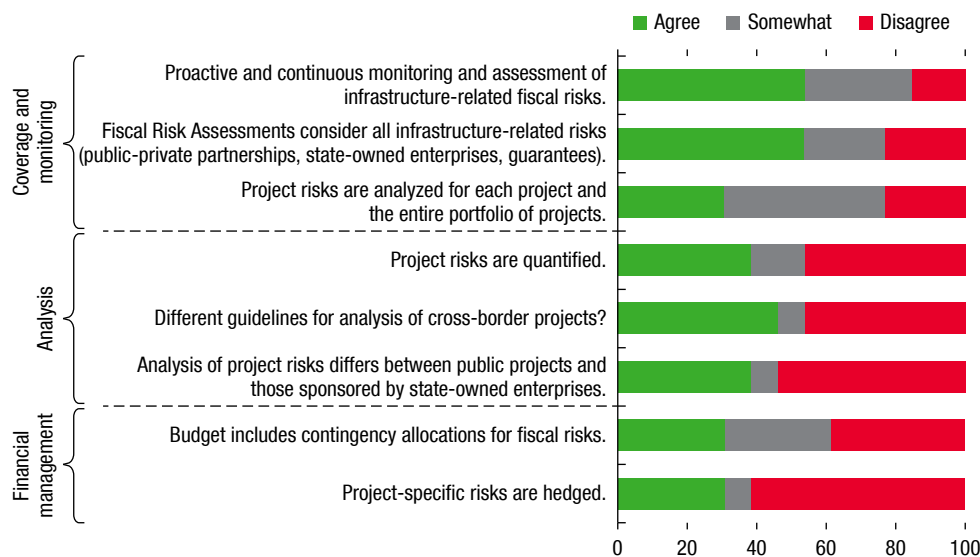 Agree Somewhat Disagree
Coverage and
monitoring
Proactive and continuous monitoring and assessment of
infrastructure-related fiscal risks.
Fiscal Risk Assessments consider all infrastructure-related risks
(public-private partnerships, state-owned enterprises, guarantees).
Project risks are analyzed for each project and
the entire portfolio of projects.
Analysis
Project risks are quantified.
Different guidelines for analysis of cross-border projects?
Analysis of project risks differs between public projects and
those sponsored by state-owned enterprises.
Financial
management
Budget includes contingency allocations for fiscal risks.
Project-specific risks are hedged.
0 20 40 60 80 100